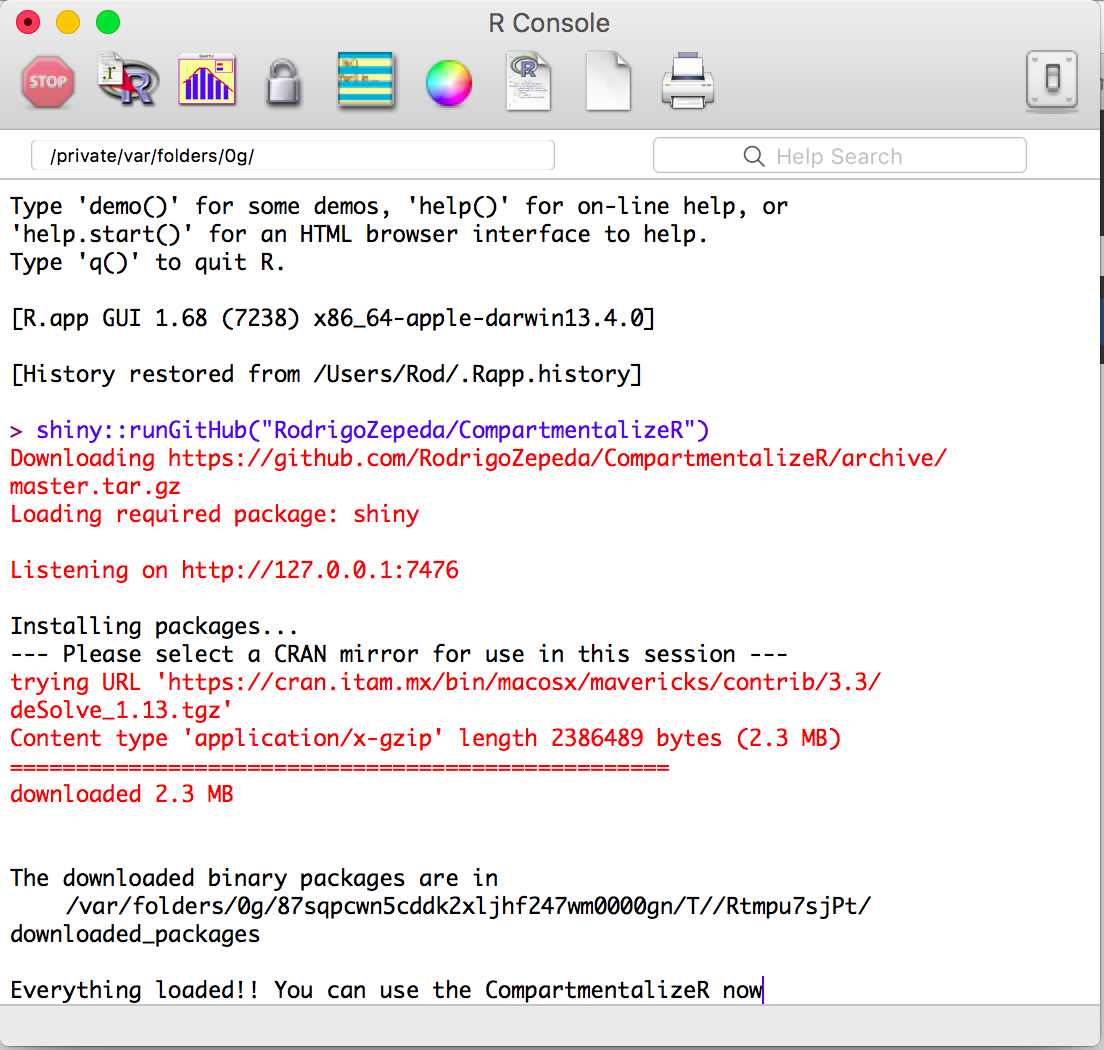 R Console
STOP
/private/var/folders/0g/
Help Search
Type 'demo()' for some demos, 'help()' for on-line help, or
'help.start()' for an HTML browser interface to help.
Type 'q()' to quit R.
[R.app GUI 1.68 (7238) x86_64-apple-darwin13.4.0]
[History restored from /Users/Rod/.Rapp.history]
> shiny::runGitHub("RodrigoZepeda/CompartmentalizeR")
Downloading https://github.com/RodrigoZepeda/CompartmentalizeR/archive/
master.tar.gz
Loading required package: shiny
Listening on http://127.0.0.1:7476
Installing packages...
--- Please select a CRAN mirror for use in this session ---
trying URL 'https://cran.itam.mx/bin/macosx/mavericks/contrib/3.3/
deSolve_1.13.tgz'
Content type 'application/x-gzip' length 2386489 bytes (2.3 MB)
==================================================
downloaded 2.3 MB
The downloaded binary packages are in
/var/folders/0g/87sqpcwn5cddk2xljhf247wm0000gn/T//Rtmpu7sjPt/
downloaded_packages
Everything loaded!! You can use the CompartmentalizeR now